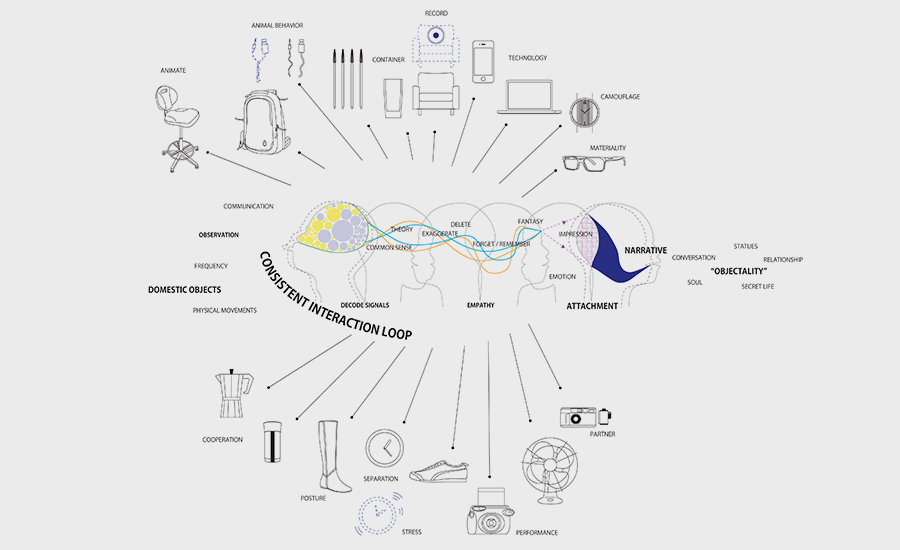 RECORD
ANIMAL BEHAVIOR
CONTAINER
TECHNOLOGY
ANIMATE
CAMOUFLAGE
MATERIALITY
COMMUNICATION
OBSERVATION
FREQUENCY
DOMESTIC OBJECTS
PHYSICAL MOVEMENTS
CONSISTENT INTERACTION LOOP
THEORY
COMMON SENSE
EXAGGERATE
DELETE
FORGET / REMEMBER
FANTASY
IMPRESSION
EMOTION
DECODE SIGNALS
EMPATHY
ATTACHMENT
NARRATIVE
CONVERSATION
STATUES
RELATIONSHIP
"OBJECTALITY"
SOUL
SECRET LIFE
COOPERATION
POSTURE
SEPARATION
STRESS
PERFORMANCE
PARTNER